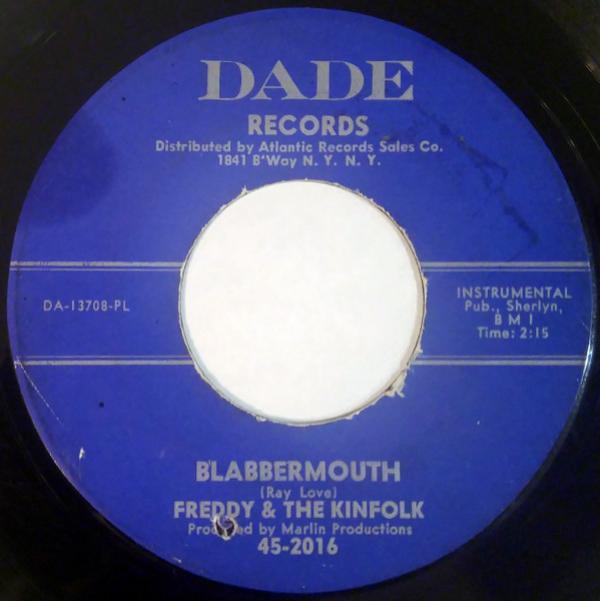 DADE
RECORDS
Distributed by Atlantic Records Sales Co.
1841 B'Way N. Y. N. Y.
DA-13708-PL
INSTRUMENTAL
Pub., Sherlyn,
B M I
Time: 2:15
BLABBERMOUTH
(Ray Love)
FREDDY & THE KINFOLK
by Marlin Productions
45-2016